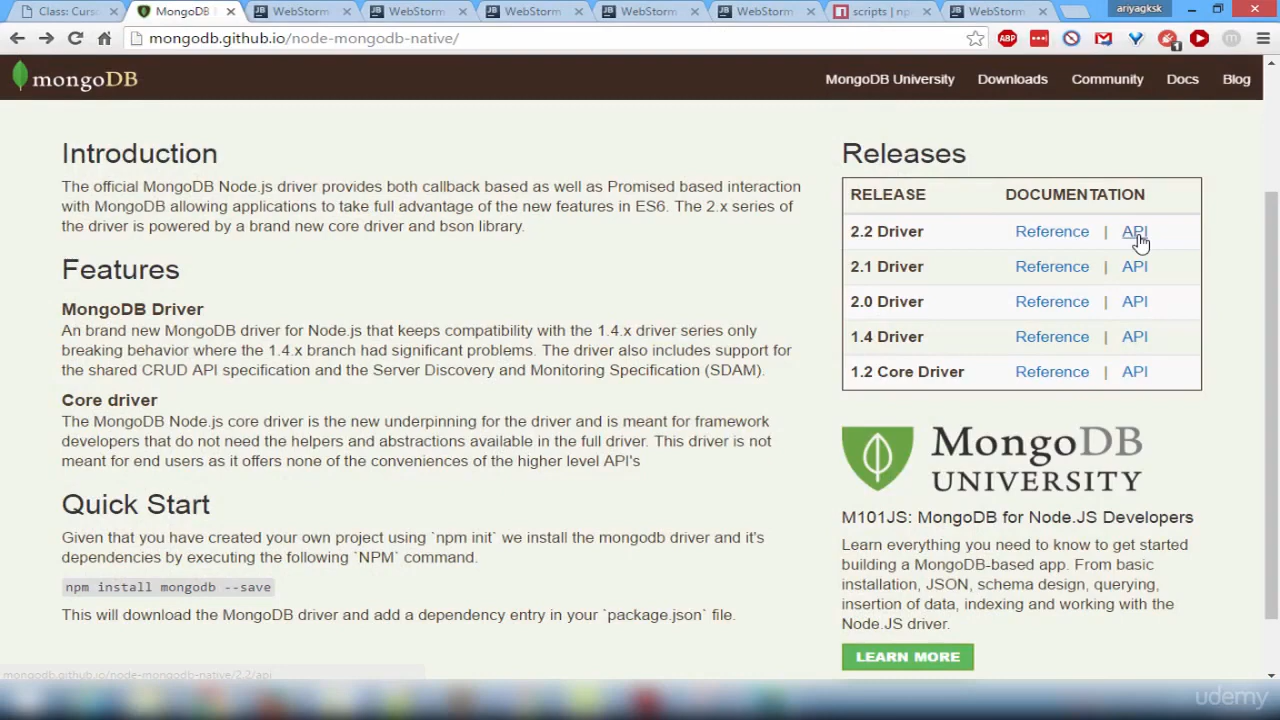 Class: Curso
MongoDB
WebStorm
WebStorm
WebStorm
WebStorm
WebStorm
scripts | np
WebStorm
ariyagksk
mongodb.github.io/node-mongodb-native/
ABP
1
mongoDB
MongoDB University
Downloads
Community
Docs
Blog
Introduction
The official MongoDB Node.js driver provides both callback based as well as Promised based interaction
with MongoDB allowing applications to take full advantage of the new features in ES6. The 2.x series of
the driver is powered by a brand new core driver and bson library.
Features
MongoDB Driver
An brand new MongoDB driver for Node.js that keeps compatibility with the 1.4.x driver series only
breaking behavior where the 1.4.x branch had significant problems. The driver also includes support for
the shared CRUD API specification and the Server Discovery and Monitoring Specification (SDAM).
Core driver
The MongoDB Node.js core driver is the new underpinning for the driver and is meant for framework
developers that do not need the helpers and abstractions available in the full driver. This driver is not
meant for end users as it offers none of the conveniences of the higher level API's
Quick Start
Given that you have created your own project using `npm init` we install the mongodb driver and it's
dependencies by executing the following `NPM` command.
npm install mongodb --save
This will download the MongoDB driver and add a dependency entry in your `package.json` file.
Releases
RELEASE DOCUMENTATION
2.2 Driver Reference | API
2.1 Driver Reference | API
2.0 Driver Reference | API
1.4 Driver Reference | API
1.2 Core Driver Reference | API
MongoDB
UNIVERSITY
M101JS: MongoDB for Node.JS Developers
Learn everything you need to know to get started
building a MongoDB-based app. From basic
installation, JSON, schema design, querying,
insertion of data, indexing and working with the
Node.JS driver.
LEARN MORE
mongodb.github.io/node-mongodb-native/2.2/api
udemy